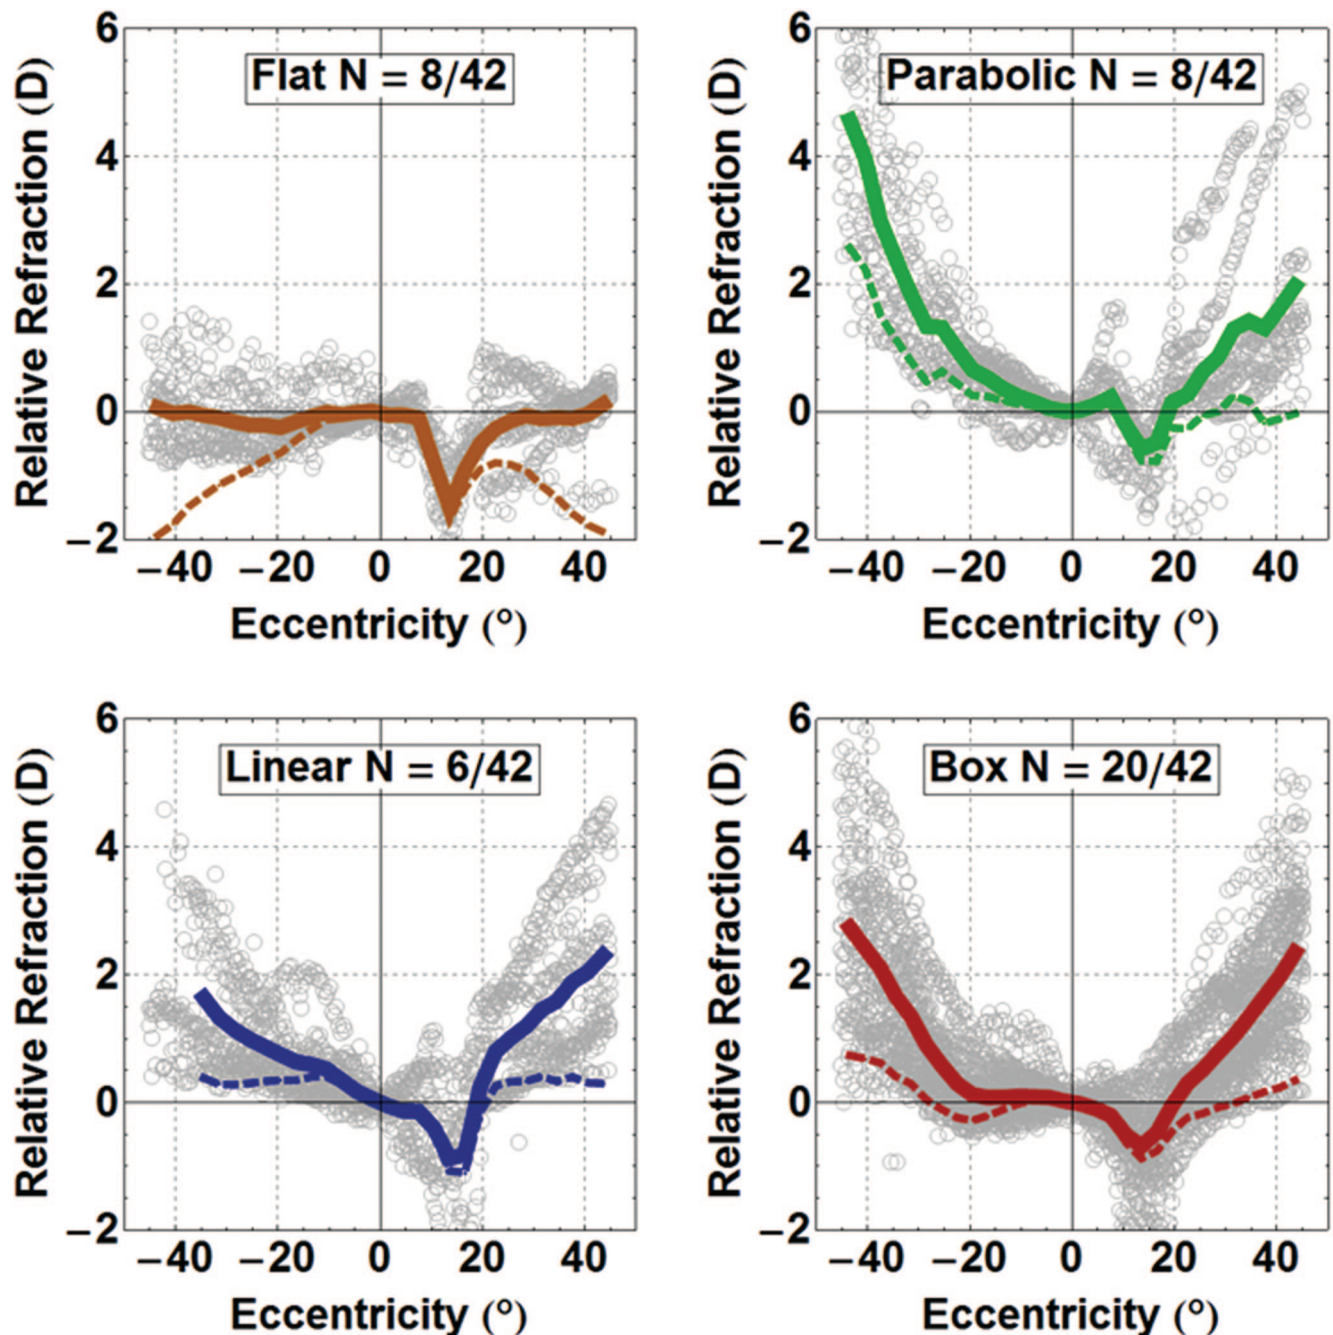 Flat N = 8/42
Relative Refraction (D)
6
4
2
0
−2
−40 −20 0 20 40
Eccentricity (°)
Parabolic N = 8/42
Relative Refraction (D)
6
4
2
0
−2
−40 −20 0 20 40
Eccentricity (°)
Linear N = 6/42
Relative Refraction (D)
6
4
2
0
−2
−40 −20 0 20 40
Eccentricity (°)
Box N = 20/42
Relative Refraction (D)
6
4
2
0
−2
−40 −20 0 20 40
Eccentricity (°)